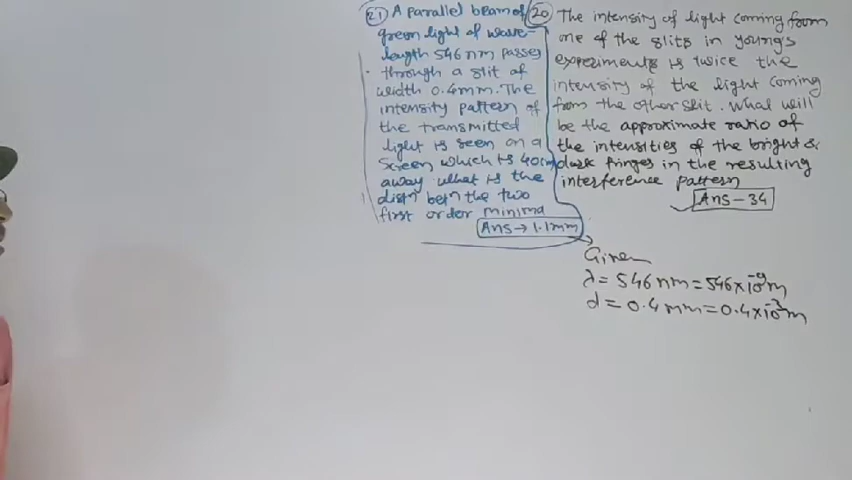 21 A parallel beam of
green light of wave-
length 546 nm passes
through a slit of
width 0.4mm. The
intensity pattern of
the transmitted
light is seen on a
screen which is 40cm
away what is the
distn betn the two
first order minima
Ans → 1.1mm
20 The intensity of light coming from
one of the slits in young's
experiments is twice the
intensity of the light coming
from the other slit. What will
be the approximate ratio of
the intensities of the bright &
dark fringes in the resulting
interference pattern
Ans - 34
Given
λ = 546 nm = 546×10⁻⁹m
d = 0.4 mm = 0.4×10⁻³m